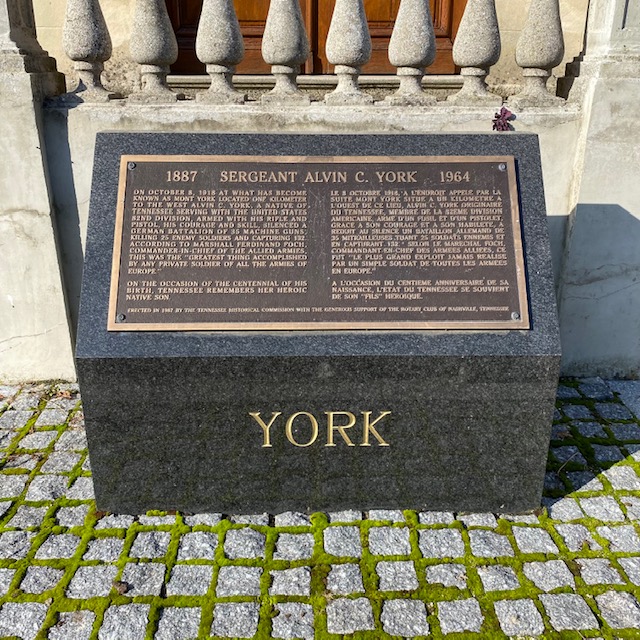 1887 SERGEANT ALVIN C. YORK 1964
ON OCTOBER 8, 1918 AT WHAT HAS BECOME
KNOWN AS MONT YORK LOCATED ONE KILOMETER
TO THE WEST ALVIN C. YORK, A NATIVE OF
TENNESSEE SERVING WITH THE UNITED STATES
82ND DIVISION, ARMED WITH HIS RIFLE AND
PISTOL, HIS COURAGE AND SKILL, SILENCED A
GERMAN BATTALION OF 35 MACHINE GUNS,
KILLING 25 ENEMY SOLDIERS CAPTURING 132.
ACCORDING TO MARSHALL FERDINAND FOCH,
COMMANDER-IN-CHIEF OF THE ALLIED ARMIES,
THIS WAS THE "GREATEST THING ACCOMPLISHED
BY ANY PRIVATE SOLDIER OF ALL THE ARMIES OF
EUROPE."
ON THE OCCASION OF THE CENTENNIAL OF HIS
BIRTH, TENNESSEE REMEMBERS HER HEROIC
NATIVE SON
LE 8 OCTOBRE, 1918, A L'ENDROIT APPELE PAR LA
SUITE MONT YORK SITUE A UN KILOMETRE A
L'OUEST DE CE LIEU, ALVIN C. YORK ORIGINAIRE
DU TENNESSEE, MEMBRE DE LA 82EME DIVISION
AMERICAINE, ARME D'UN FUSIL ET D'UN PISTOLET,
GRACE A SON COURAGE ET A SON HABILITE,
REDUIT AU SILENCE UN BATAILLON ALLEMAND DE
35 MITRAILLEUSES TUANT 25 SOLDATS ENNEMIS
EN CAPTURANT 132. SELON LE MARECHAL FOCH,
COMMANDANT EN-CHEF DES ARMEES ALLIEES, CE
FUT "LE PLUS GRAND EXPLOIT JAMAIS REALISE
PAR UN SIMPLE SOLDAT DE TOUTES LES ARMEES
EN EUROPE."
A L'OCCASION DU CENTIEME ANNIVERSAIRE DE SA
NAISSANCE, L'ETAT DU TENNESSEE SE SOUVIENT
DE SON "FILS" HEROIQUE.
ERECTED IN 1987 BY THE TENNESSEE HISTORICAL COMMISSION WITH THE GENEROUS SUPPORT OF THE ROTARY CLUB OF NASHVILLE, TENNESSEE
YORK